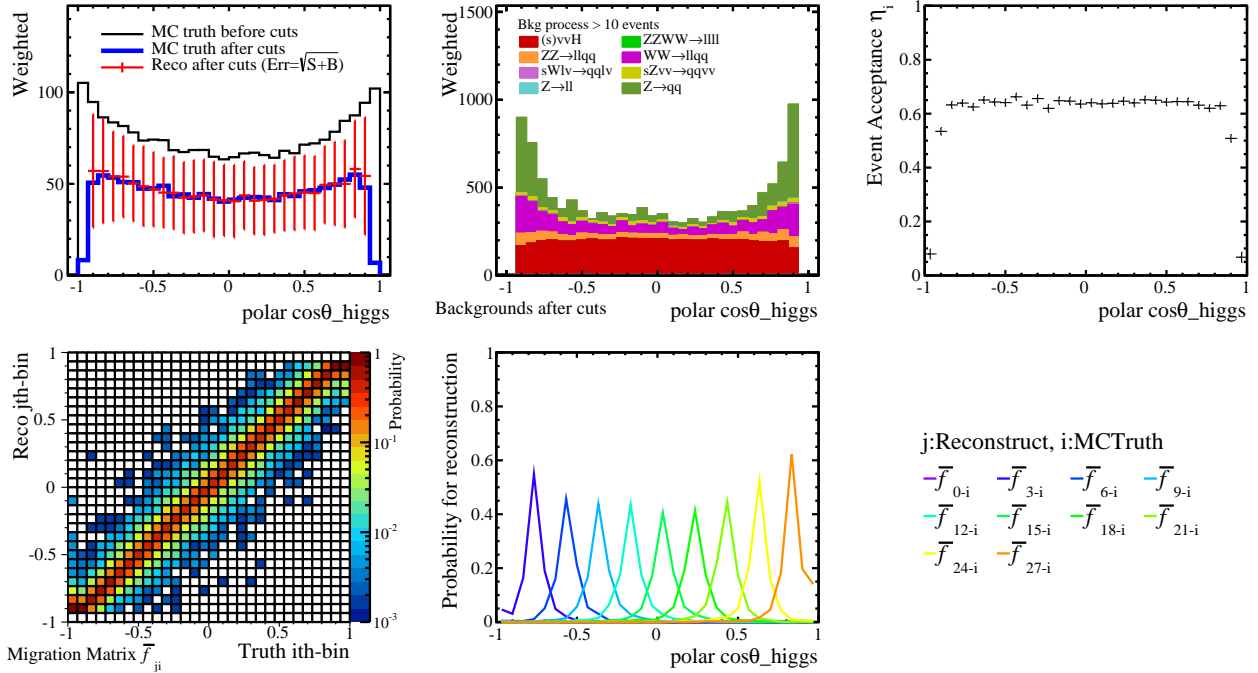 MC truth before cuts
MC truth after cuts
Reco after cuts (Err=√S+B)
Weighted
100
50
0
-1 -0.5 0 0.5 1
polar cosθ_higgs
Bkg process > 10 events
(s)ννH ZZWW→llll
ZZ→llqq WW→llqq
sWlν→qqlν sZνν→qqνν
Z→ll Z→qq
Weighted
1500
1000
500
0
-1 -0.5 0 0.5 1
Backgrounds after cuts polar cosθ_higgs
Event Acceptance η_i
1
0.8
0.6
0.4
0.2
0
-1 -0.5 0 0.5 1
polar cosθ_higgs
Reco jth-bin
1
0.5
0
-0.5
-1
-1 -0.5 0 0.5 1
Probability
1
10⁻¹
10⁻²
10⁻³
Migration Matrix f̅_ji Truth ith-bin
Probability for reconstruction
1
0.8
0.6
0.4
0.2
0
-1 -0.5 0 0.5 1
polar cosθ_higgs
j:Reconstruct, i:MCTruth
f̅_0-i f̅_3-i f̅_6-i f̅_9-i
f̅_12-i f̅_15-i f̅_18-i f̅_21-i
f̅_24-i f̅_27-i